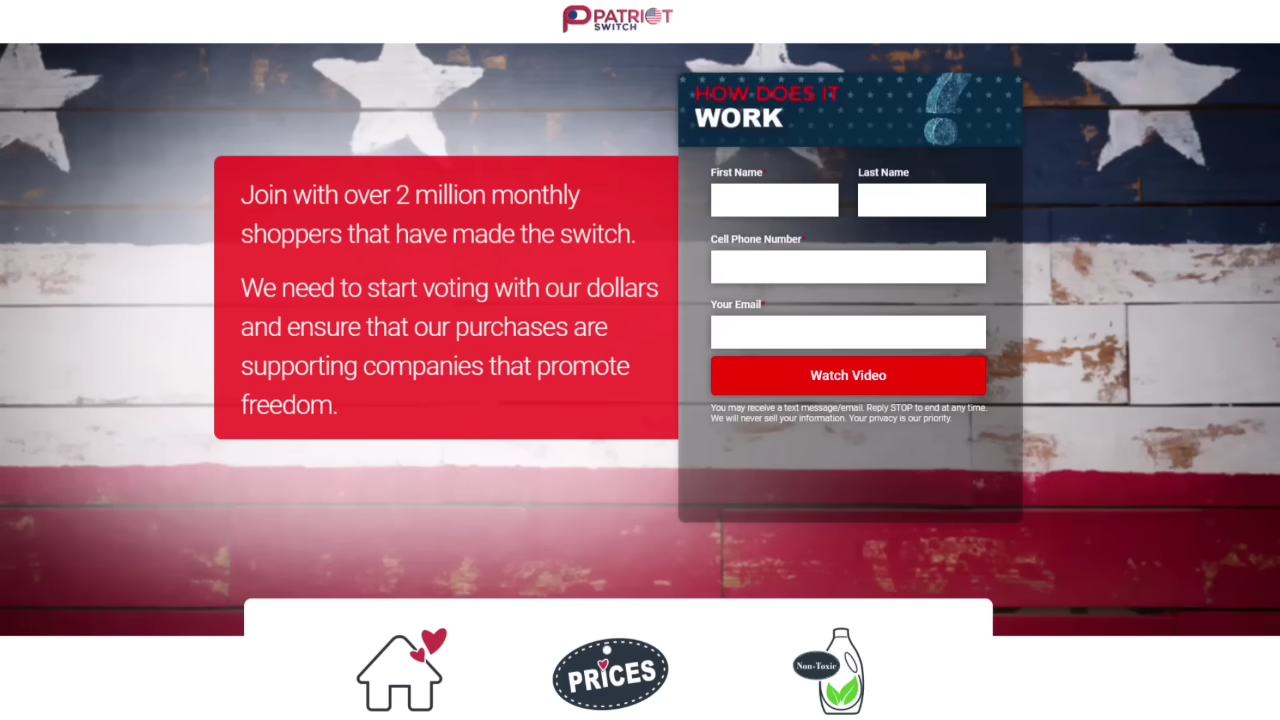 PATRIOT
SWITCH
Join with over 2 million monthly
shoppers that have made the switch.
We need to start voting with our dollars
and ensure that our purchases are
supporting companies that promote
freedom.
HOW DOES IT
WORK
First Name* Last Name
Cell Phone Number*
Your Email*
Watch Video
You may receive a text message/email. Reply STOP to end at any time.
We will never sell your information. Your privacy is our priority.
PRICES
Non-Toxic